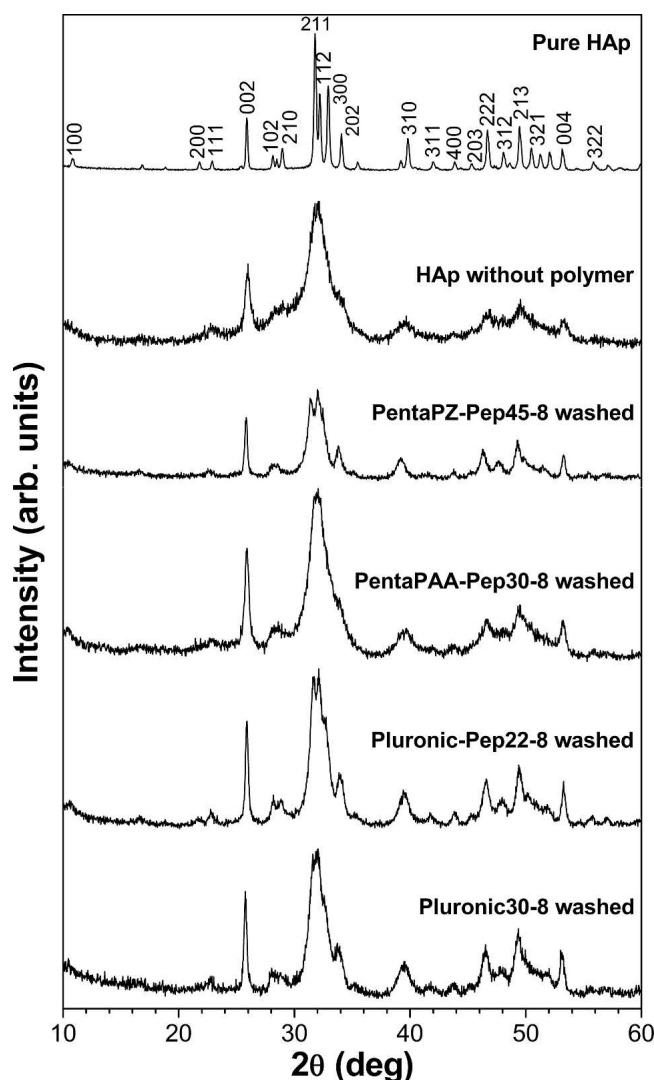 Pure HAp
100
200
111
002
102
210
211
112
300
202
310
311
400
203
222
312
213
321
004
322
HAp without polymer
PentaPZ-Pep45-8 washed
PentaPAA-Pep30-8 washed
Pluronic-Pep22-8 washed
Pluronic30-8 washed
Intensity (arb. units)
10 20 30 40 50 60
2θ (deg)